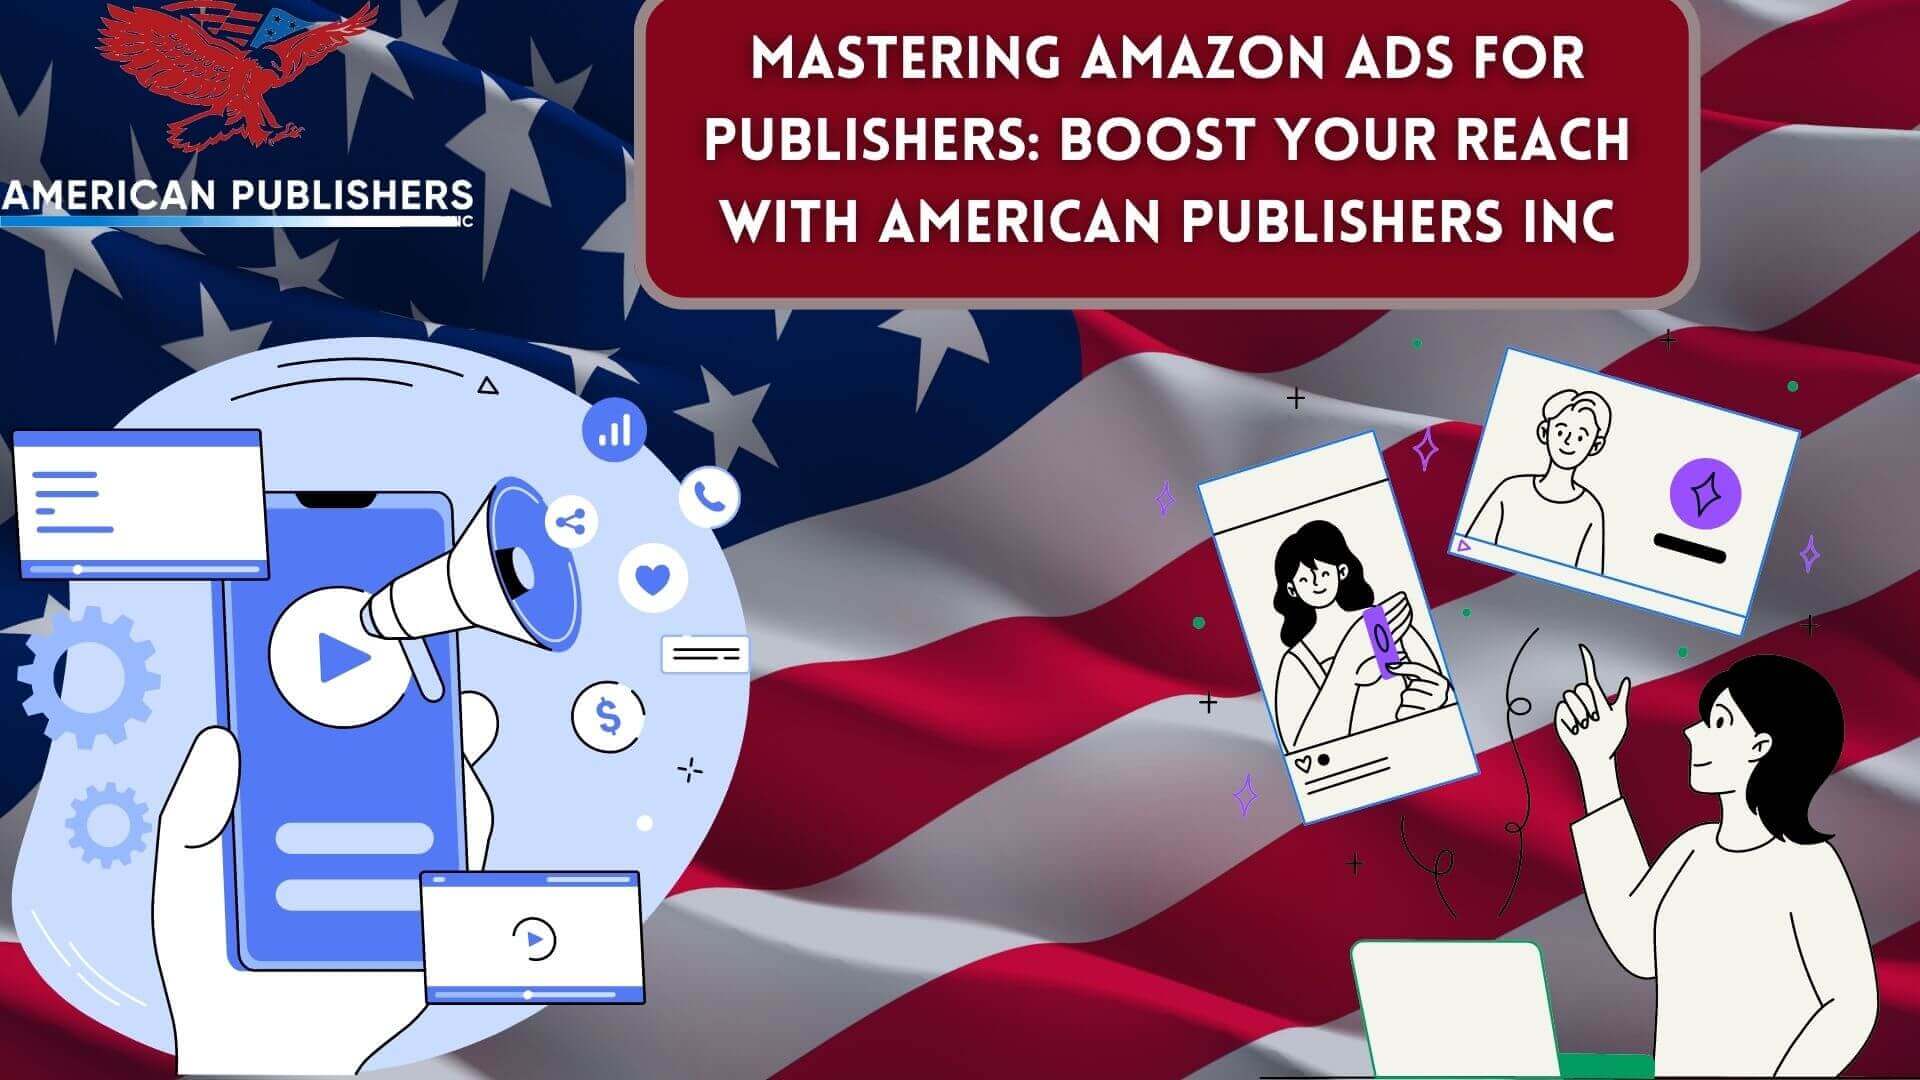 AMERICAN PUBLISHERS
INC
MASTERING AMAZON ADS FOR
PUBLISHERS: BOOST YOUR REACH
WITH AMERICAN PUBLISHERS INC
$